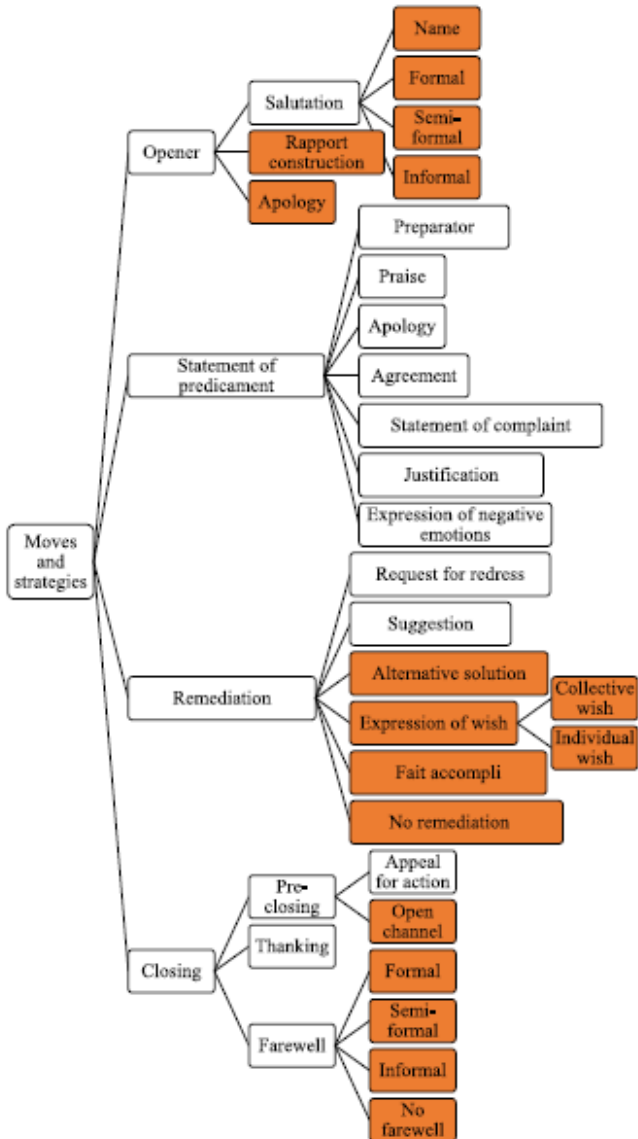 Name
Formal
Salutation
Semi-
formal
Opener
Rapport
construction
Informal
Apology
Preparator
Praise
Apology
Statement of
predicament
Agreement
Statement of complaint
Justification
Expression of negative
emotions
Moves
and
strategies
Request for redress
Suggestion
Alternative solution
Collective
wish
Remediation
Expression of wish
Individual
wish
Fait accompli
No remediation
Appeal
for action
Pre-
closing
Open
channel
Thanking
Closing
Formal
Semi-
formal
Farewell
Informal
No
farewell